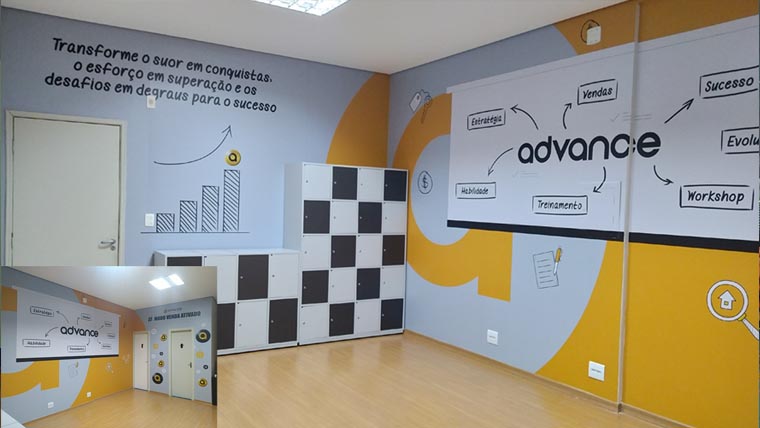 Transforme o suor em conquistas,
o esforço em superação e os
desafios em degraus para o sucesso
a
Estratégia
Vendas
Sucesso
advance
Evolu
Habilidade
Treinamento
Workshop
$
Estratégia
advance
Habilidade